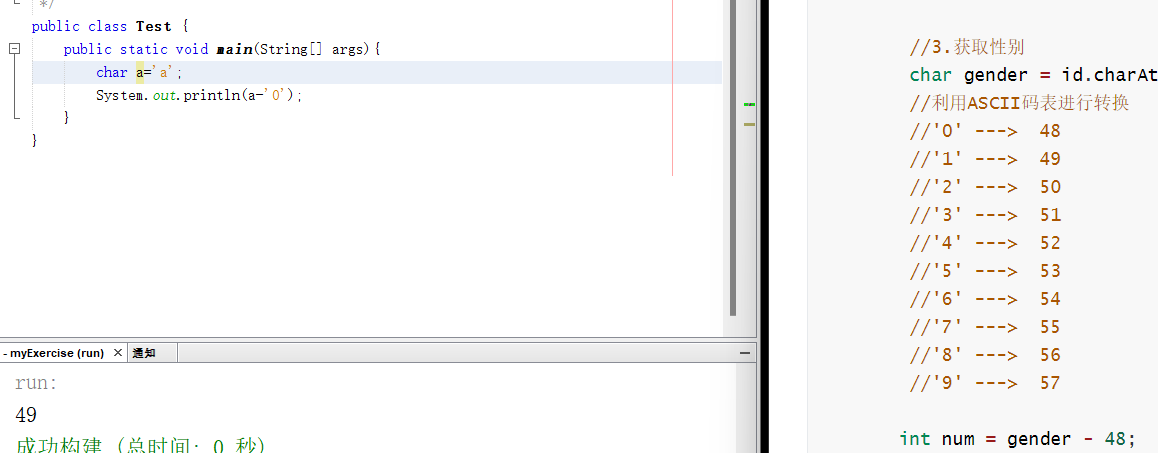 */
public class Test {
public static void main(String[] args){
char a='a';
System.out.println(a-'0');
}
}
- myExercise (run) ×
通知
run:
49
成功构建 (总时间: 0 秒)
//3.获取性别
char gender = id.charAt
//利用ASCII码表进行转换
//'0' ---> 48
//'1' ---> 49
//'2' ---> 50
//'3' ---> 51
//'4' ---> 52
//'5' ---> 53
//'6' ---> 54
//'7' ---> 55
//'8' ---> 56
//'9' ---> 57
int num = gender - 48;